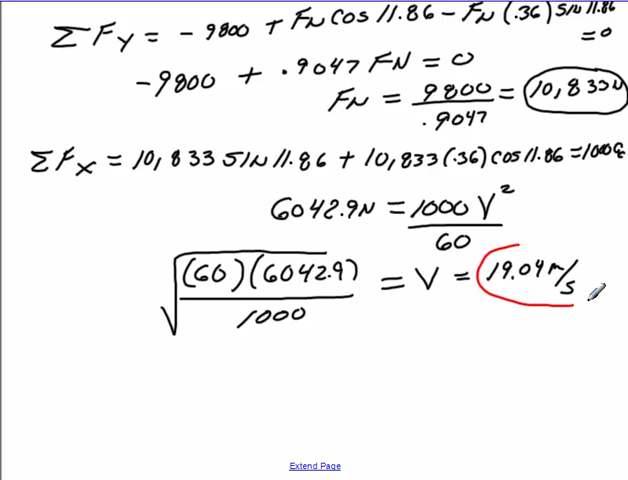 ΣFy = -9800 + FN cos 11.86 - FN (.36) SIN 11.86 = 0
-9800 + .9047 FN = 0
FN = 9800/.9047 = 10,833N
ΣFx = 10,833 SIN 11.86 + 10,833(.36) cos 11.86 = 1000
6042.9N = 1000 V²/60
√((60)(6042.9)/1000) = V = 19.04 m/s
Extend Page